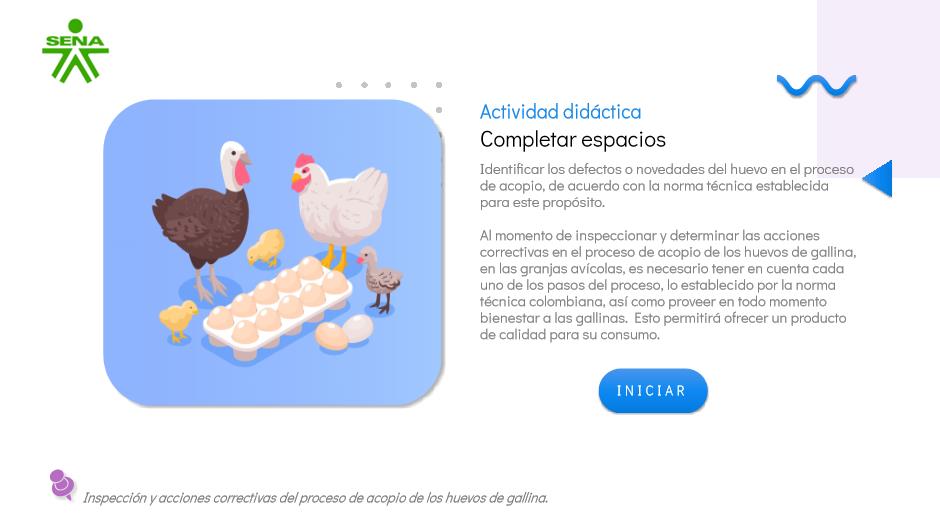 SENA
Actividad didáctica
Completar espacios
Identificar los defectos o novedades del huevo en el proceso
de acopio, de acuerdo con la norma técnica establecida
para este propósito.
Al momento de inspeccionar y determinar las acciones
correctivas en el proceso de acopio de los huevos de gallina,
en las granjas avícolas, es necesario tener en cuenta cada
uno de los pasos del proceso, lo establecido por la norma
técnica colombiana, así como proveer en todo momento
bienestar a las gallinas. Esto permitirá ofrecer un producto
de calidad para su consumo.
INICIAR
Inspección y acciones correctivas del proceso de acopio de los huevos de gallina.